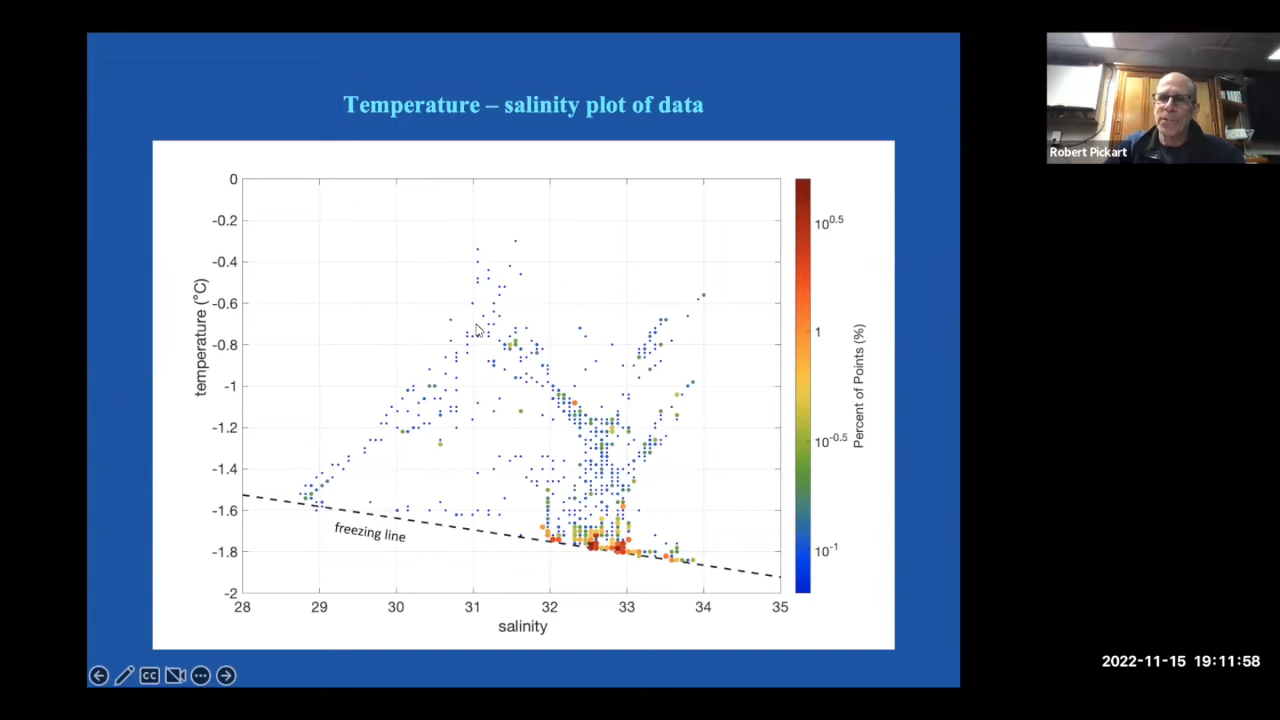 Temperature – salinity plot of data
Robert Pickart
0
-0.2
-0.4
-0.6
-0.8
-1
-1.2
-1.4
-1.6
-1.8
-2
temperature (°C)
freezing line
28 29 30 31 32 33 34 35
salinity
10^0.5
1
10^-0.5
10^-1
Percent of Points (%)
CC
2022-11-15 19:11:58